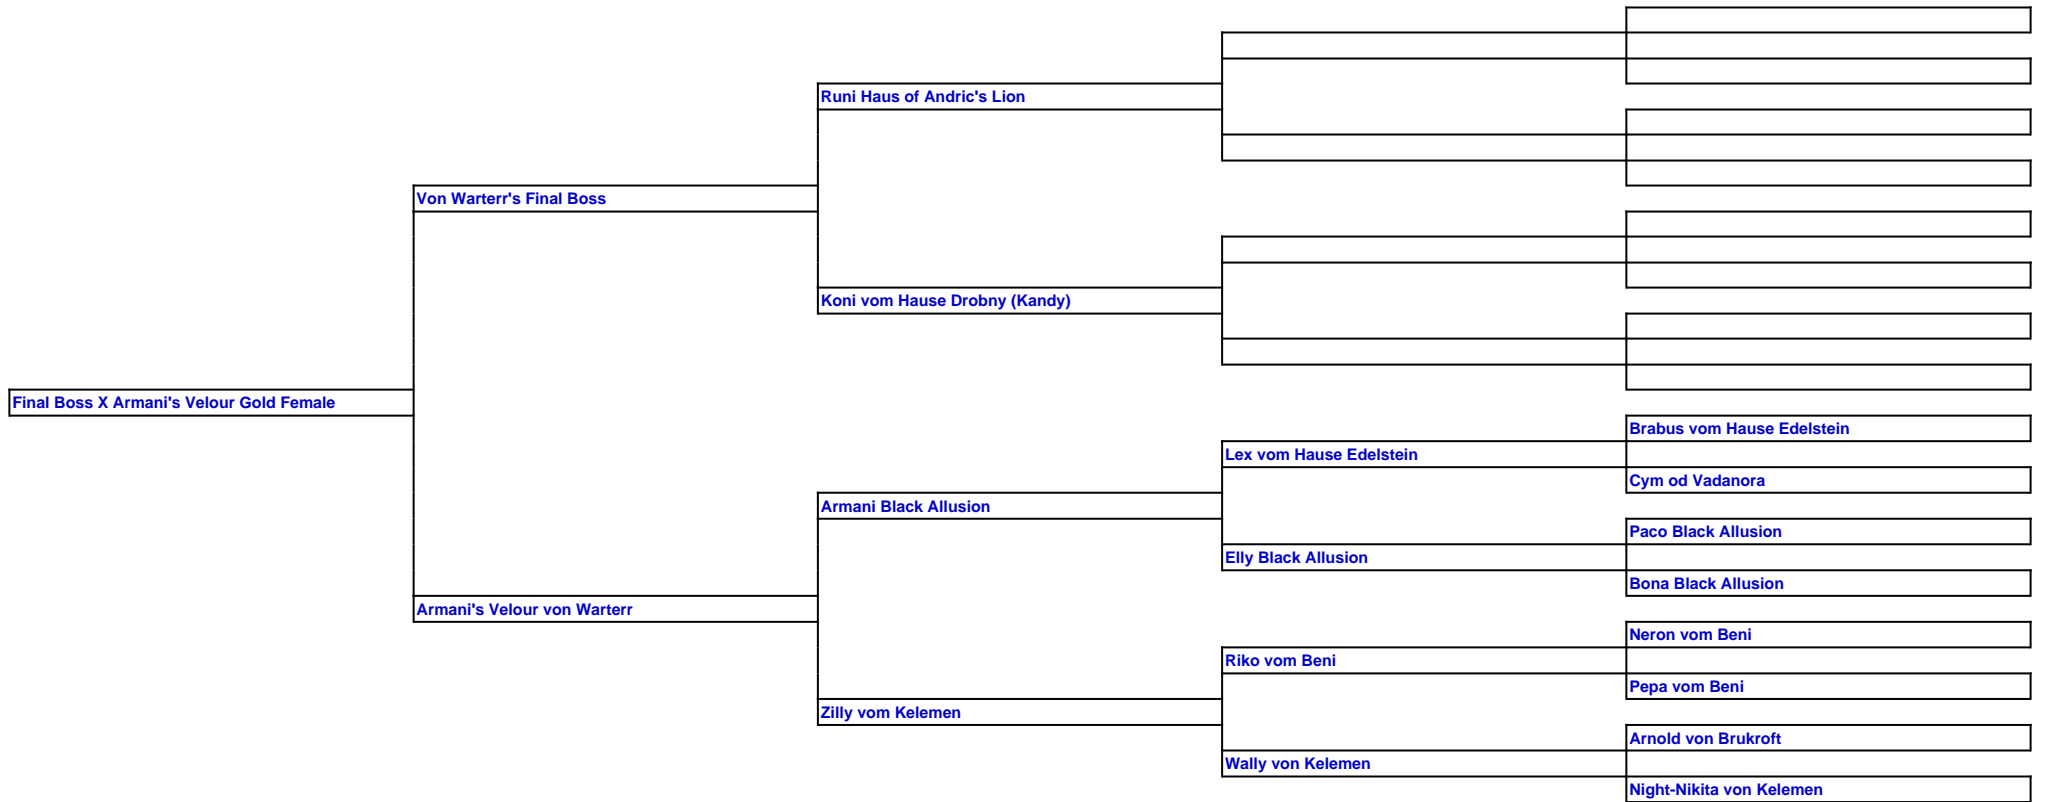 Runi Haus of Andric's Lion
Von Warterr's Final Boss
Koni vom Hause Drobny (Kandy)
Final Boss X Armani's Velour Gold Female
Brabus vom Hause Edelstein
Lex vom Hause Edelstein
Cym od Vadanora
Armani Black Allusion
Paco Black Allusion
Elly Black Allusion
Bona Black Allusion
Armani's Velour von Warterr
Neron vom Beni
Riko vom Beni
Pepa vom Beni
Zilly vom Kelemen
Arnold von Brukroft
Wally von Kelemen
Night-Nikita von Kelemen